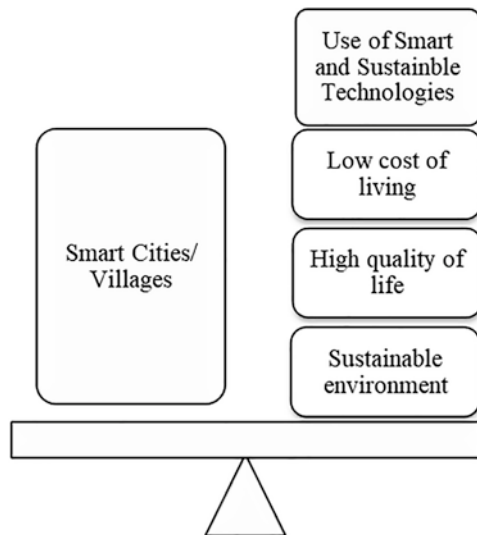 Smart Cities/
Villages
Use of Smart
and Sustainble
Technologies
Low cost of
living
High quality of
life
Sustainable
environment